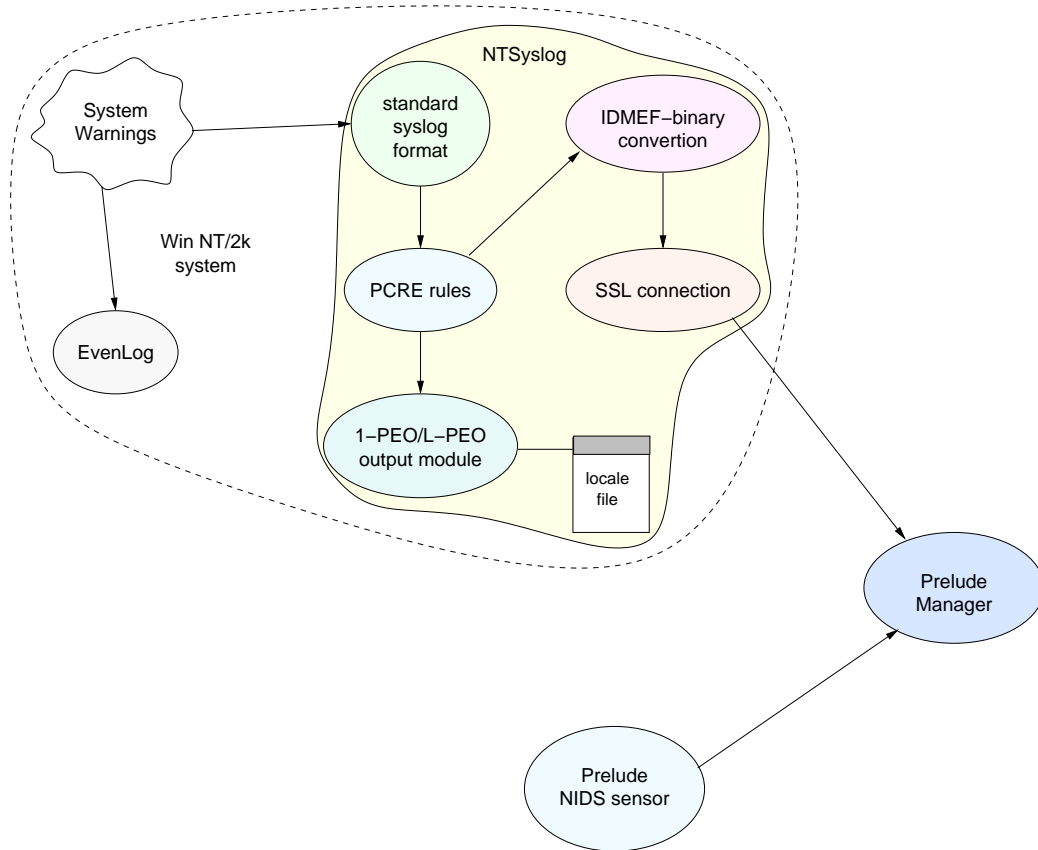 NTSyslog
System
Warnings
standard
syslog
format
IDMEF−binary
convertion
Win NT/2k
system
PCRE rules
SSL connection
EvenLog
1−PEO/L−PEO
output module
locale
file
Prelude
Manager
Prelude
NIDS sensor